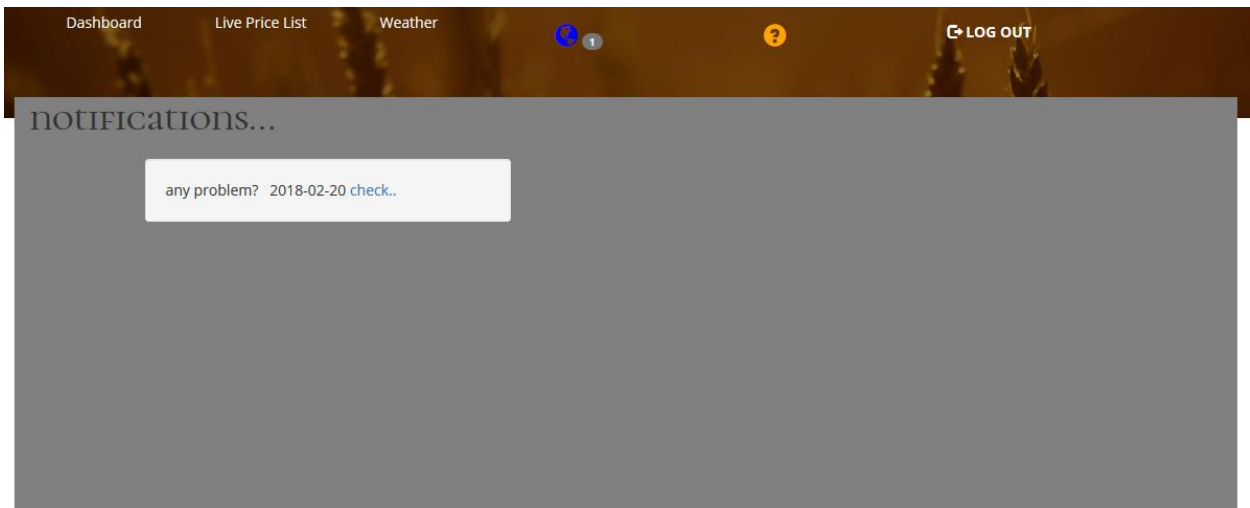 Dashboard Live Price List Weather 1 ? LOG OUT
notifications...
any problem? 2018-02-20 check..